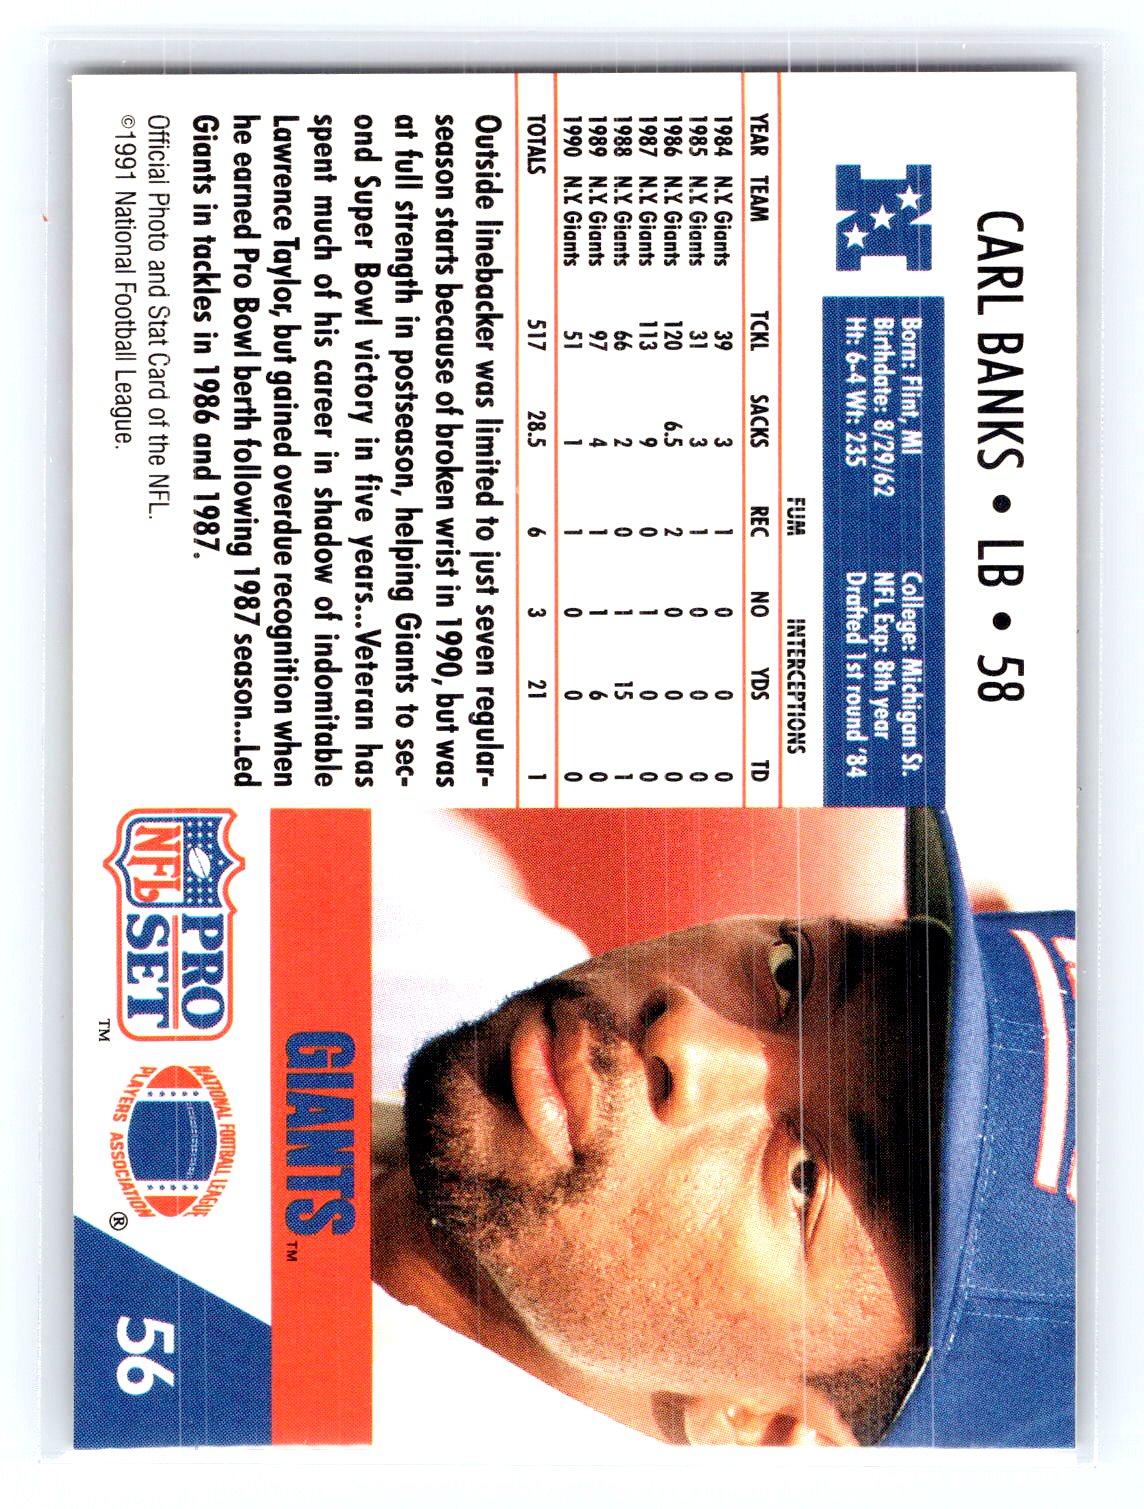 CARL BANKS • LB • 58
N
Born: Flint, MI
Birthdate: 8/29/62
Ht: 6-4 Wt: 235
College: Michigan St.
NFL Exp: 8th year
Drafted 1st round '84
FUM INTERCEPTIONS
YEAR TEAM TCKL SACKS REC NO YDS TD
1984 N.Y. Giants 39 3 1 0 0 0
1985 N.Y. Giants 31 3 1 0 0 0
1986 N.Y. Giants 120 6.5 2 0 0 0
1987 N.Y. Giants 113 9 0 1 0 0
1988 N.Y. Giants 66 2 0 1 15 1
1989 N.Y. Giants 97 4 1 1 6 0
1990 N.Y. Giants 51 1 1 0 0 0
TOTALS 517 28.5 6 3 21 1
Outside linebacker was limited to just seven regular-
season starts because of broken wrist in 1990, but was
at full strength in postseason, helping Giants to sec-
ond Super Bowl victory in five years...Veteran has
spent much of his career in shadow of indomitable
Lawrence Taylor, but gained overdue recognition when
he earned Pro Bowl berth following 1987 season...Led
Giants in tackles in 1986 and 1987.
Official Photo and Stat Card of the NFL.
©1991 National Football League.
GIANTS™
NFL
PRO
SET
™
NATIONAL FOOTBALL LEAGUE
PLAYERS ASSOCIATION
®
56